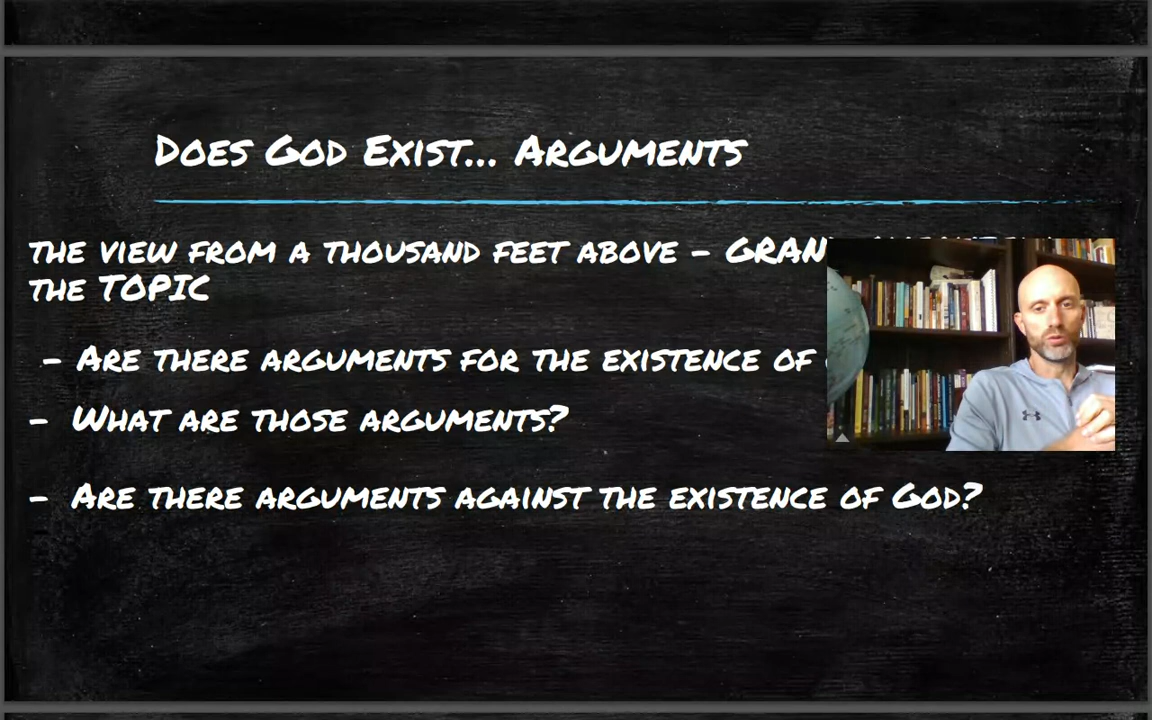 Does God Exist... Arguments
the view from a thousand feet above –
the TOPIC
- Are there arguments for the existence of
- What are those arguments?
- Are there arguments against the existence of God?